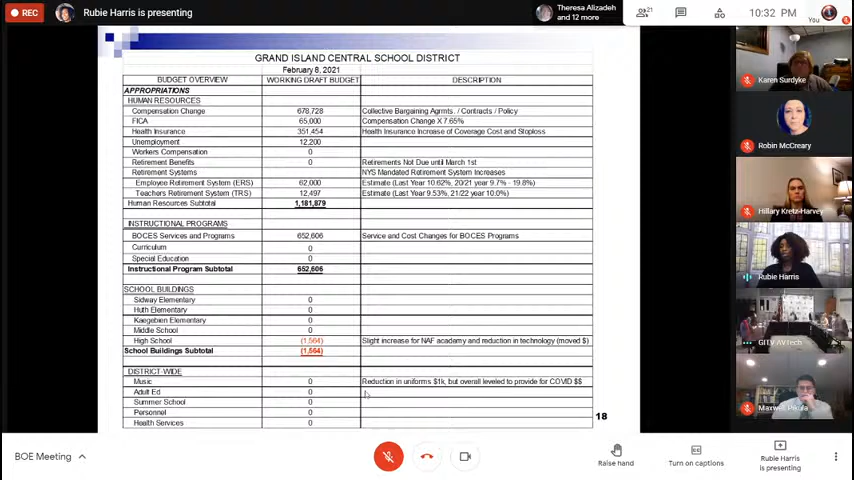 REC
Rubie Harris is presenting
Theresa Alizadeh
and 12 more
21
10:32 PM
You
GRAND ISLAND CENTRAL SCHOOL DISTRICT
February 8, 2021
BUDGET OVERVIEW WORKING DRAFT BUDGET DESCRIPTION
APPROPRIATIONS
HUMAN RESOURCES
Compensation Change 678,728 Collective Bargaining Agrmts. / Contracts / Policy
FICA 65,000 Compensation Change X 7.65%
Health Insurance 351,454 Health Insurance Increase of Coverage Cost and Stoploss
Unemployment 12,200
Workers Compensation 0
Retirement Benefits 0 Retirements Not Due until March 1st
Retirement Systems NYS Mandated Retirement System Increases
Employee Retirement System (ERS) 62,000 Estimate (Last Year 10.62%, 20/21 year 9.7% - 19.8%)
Teachers Retirement System (TRS) 12,497 Estimate (Last Year 9.53%, 21/22 year 10.0%)
Human Resources Subtotal 1,181,879
INSTRUCTIONAL PROGRAMS
BOCES Services and Programs 652,606 Service and Cost Changes for BOCES Programs
Curriculum 0
Special Education 0
Instructional Program Subtotal 652,606
SCHOOL BUILDINGS
Sidway Elementary 0
Huth Elementary 0
Kaegebien Elementary 0
Middle School 0
High School (1,564) Slight increase for NAF academy and reduction in technology (moved $)
School Buildings Subtotal (1,564)
DISTRICT-WIDE
Music 0 Reduction in uniforms $1k, but overall leveled to provide for COVID $$
Adult Ed 0
Summer School 0
Personnel 0
Health Services 0
18
Karen Surdyke
Robin McCreary
Hillary Kretz-Harvey
Rubie Harris
GITV AVTech
Maxwell Pikula
BOE Meeting
Raise hand
Turn on captions
Rubie Harris
is presenting